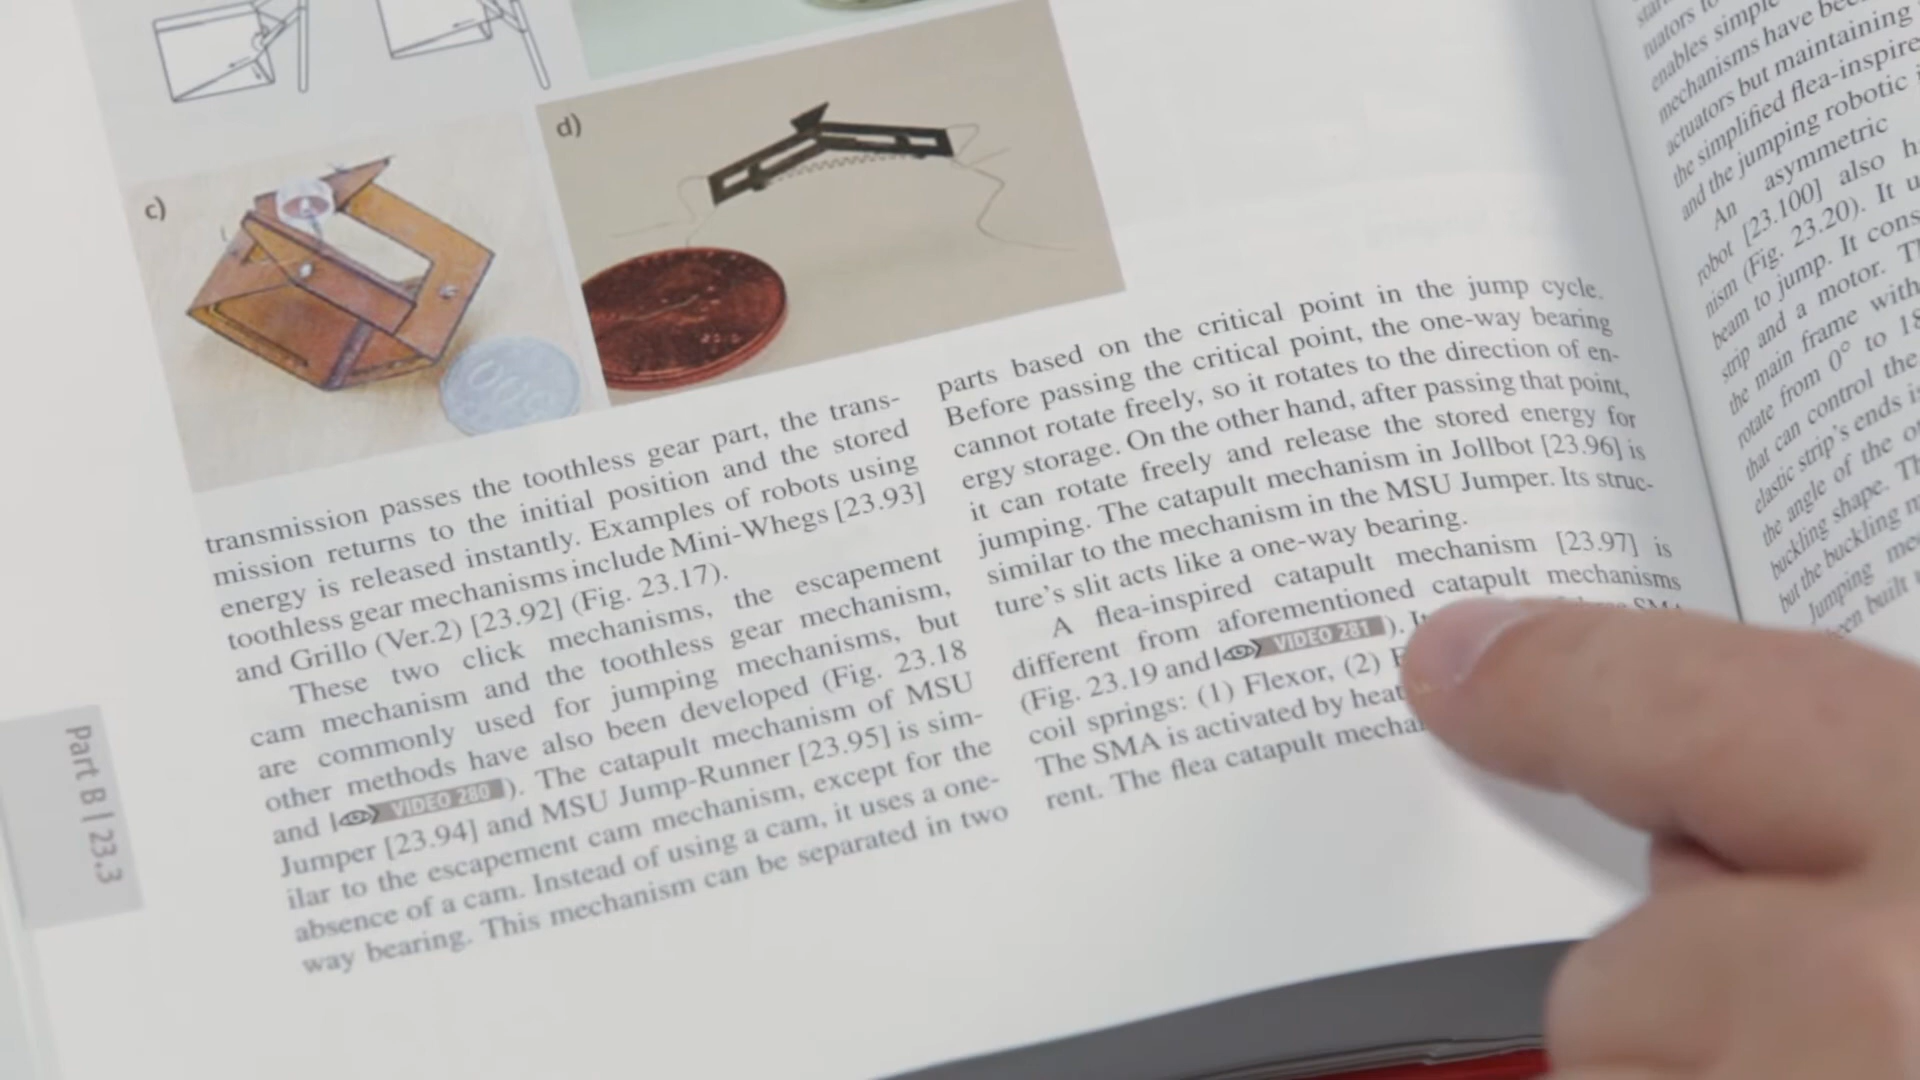 c)
d)
transmission passes the toothless gear part, the trans-
mission returns to the initial position and the stored
energy is released instantly. Examples of robots using
toothless gear mechanisms include Mini-Whegs [23.93]
and Grillo (Ver.2) [23.92] (Fig. 23.17).
These two click mechanisms, the escapement
cam mechanism and the toothless gear mechanism,
are commonly used for jumping mechanisms, but
other methods have also been developed (Fig. 23.18
and VIDEO 280 ). The catapult mechanism of MSU
Jumper [23.94] and MSU Jump-Runner [23.95] is sim-
ilar to the escapement cam mechanism, except for the
absence of a cam. Instead of using a cam, it uses a one-
way bearing. This mechanism can be separated in two
parts based on the critical point in the jump cycle.
Before passing the critical point, the one-way bearing
cannot rotate freely, so it rotates to the direction of en-
ergy storage. On the other hand, after passing that point,
it can rotate freely and release the stored energy for
jumping. The catapult mechanism in Jollbot [23.96] is
similar to the mechanism in the MSU Jumper. Its struc-
ture's slit acts like a one-way bearing.
A flea-inspired catapult mechanism [23.97] is
different from aforementioned catapult mechanisms
(Fig. 23.19 and VIDEO 281 ). It SMA
coil springs: (1) Flexor, (2)
The SMA is activated by heat
rent. The flea catapult mecha
Part B | 23.3
tuators to
enables simple
mechanisms have been
actuators but maintaining
the simplified flea-inspire
and the jumping robotic
An asymmetric
robot [23.100] also
nism (Fig. 23.20). It
beam to jump. It cons
strip and a motor.
the main frame with
rotate from 0° to 18
that can control the
elastic strip's ends is
the angle of the
buckling shape.
but the buckling
Jumping
been built